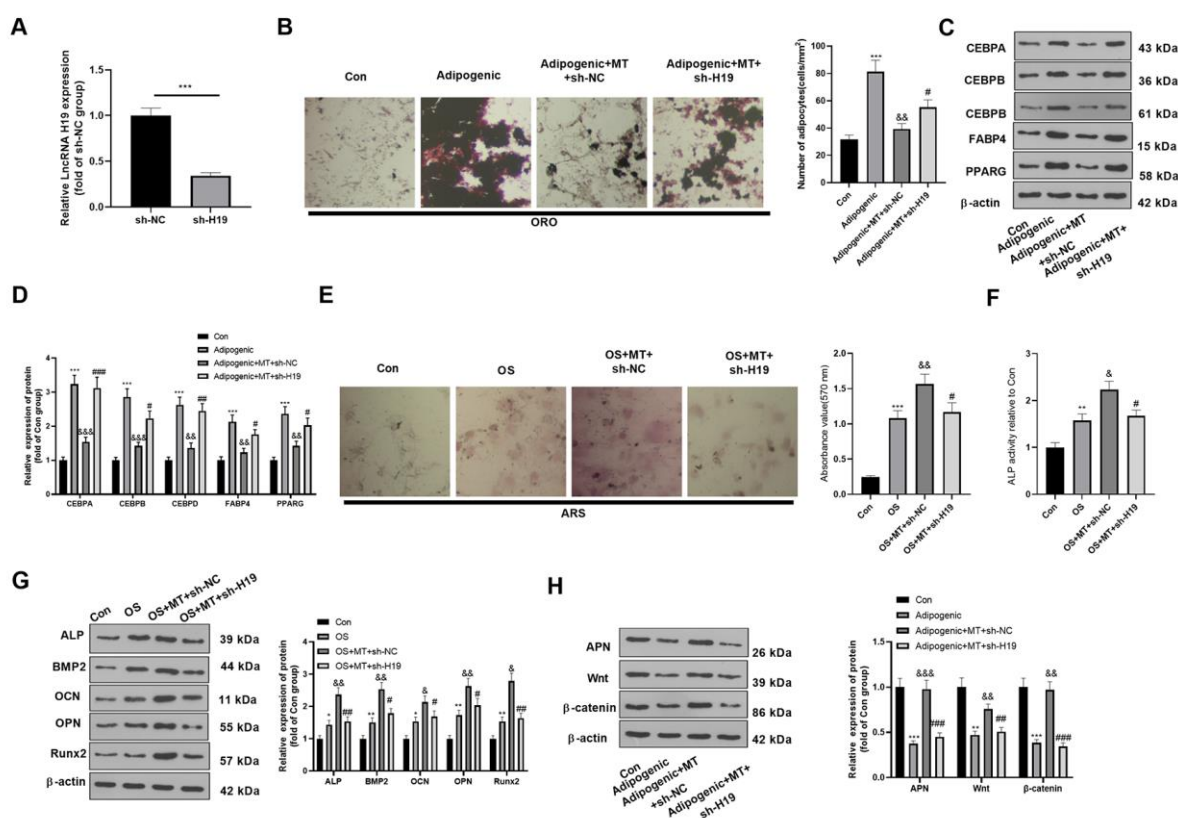 A
Relative LncRNA H19 expression
(fold of sh-NC group)
1.5
1.0
0.5
0.0
***
sh-NC
sh-H19
B
Con
Adipogenic
Adipogenic+MT
+sh-NC
Adipogenic+MT+
sh-H19
ORO
Number of adipocytes(cells/mm²)
100
80
60
40
20
0
***
&&
#
Con
Adipogenic
Adipogenic+MT+sh-NC
Adipogenic+MT+sh-H19
C
CEBPA
43 kDa
CEBPB
36 kDa
CEBPB
61 kDa
FABP4
15 kDa
PPARG
58 kDa
β-actin
42 kDa
Con
Adipogenic
Adipogenic+MT
+sh-NC
Adipogenic+MT+
sh-H19
D
Con
Adipogenic
Adipogenic+MT+sh-NC
Adipogenic+MT+sh-H19
Relative expression of protein
(fold of Con group)
4
3
2
1
0
*** &&& ###
*** &&& #
*** && ##
*** && #
*** && #
CEBPA
CEBPB
CEBPD
FABP4
PPARG
E
Con
OS
OS+MT+
sh-NC
OS+MT+
sh-H19
ARS
Absorbance value(570 nm)
2.0
1.5
1.0
0.5
0.0
***
&&
#
Con
OS
OS+MT+sh-NC
OS+MT+sh-H19
F
ALP activity relative to Con
3
2
1
0
**
&
#
Con
OS
OS+MT+sh-NC
OS+MT+sh-H19
G
Con
OS
OS+MT+sh-NC
OS+MT+sh-H19
ALP
39 kDa
BMP2
44 kDa
OCN
11 kDa
OPN
55 kDa
Runx2
57 kDa
β-actin
42 kDa
Con
OS
OS+MT+sh-NC
OS+MT+sh-H19
Relative expression of protein
(fold of Con group)
4
3
2
1
0
* && ##
** && #
* & #
** && #
** & ##
ALP
BMP2
OCN
OPN
Runx2
H
APN
26 kDa
Wnt
39 kDa
β-catenin
86 kDa
β-actin
42 kDa
Con
Adipogenic
Adipogenic+MT
+sh-NC
Adipogenic+MT+
sh-H19
Con
Adipogenic
Adipogenic+MT+sh-NC
Adipogenic+MT+sh-H19
Relative expression of protein
(fold of Con group)
1.5
1.0
0.5
0.0
*** &&& ###
** && ##
*** && ###
APN
Wnt
β-catenin